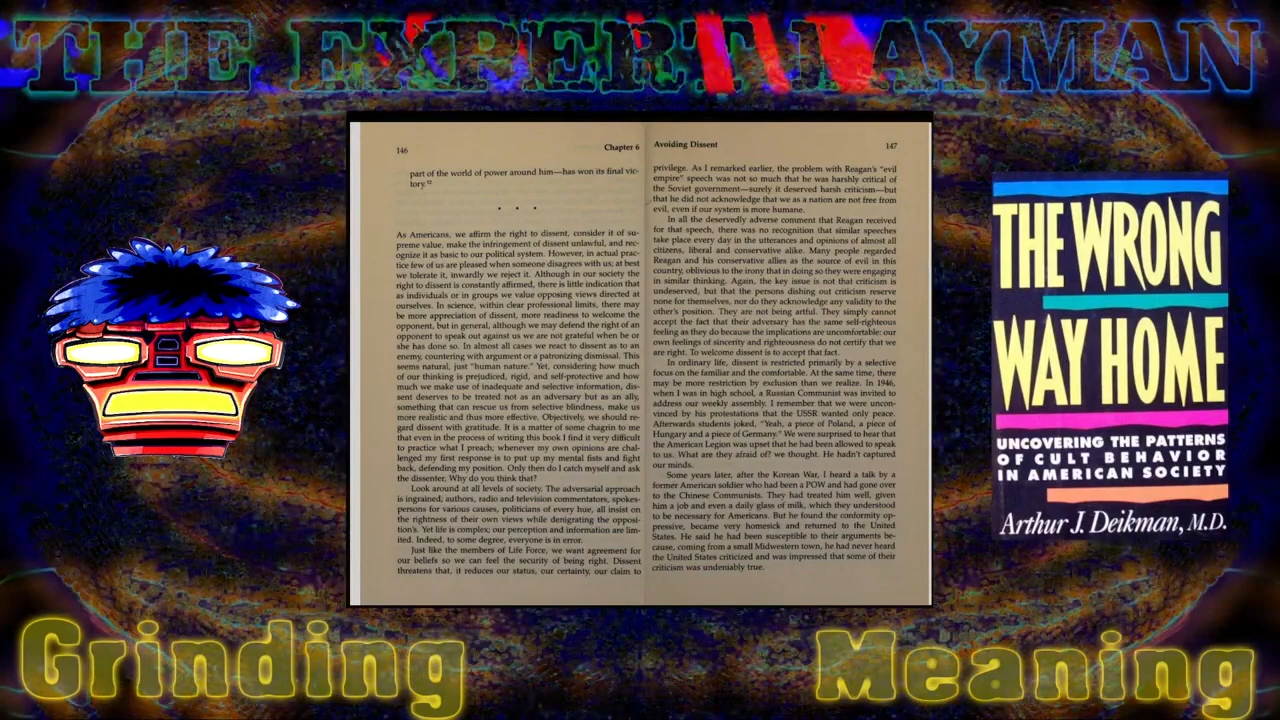 THE EXPERT LAYMAN
146 Chapter 6
part of the world of power around him—has won its final vic-
tory.
. . .
As Americans, we affirm the right to dissent, consider it of su-
preme value, make the infringement of dissent unlawful, and rec-
ognize it as basic to our political system. However, in actual prac-
tice few of us are pleased when someone disagrees with us; at best
we tolerate it, inwardly we reject it. Although in our society the
right to dissent is constantly affirmed, there is little indication that
as individuals or in groups we value opposing views directed at
ourselves. In science, within clear professional limits, there may
be more appreciation of dissent, more readiness to welcome the
opponent, but in general, although we may defend the right of an
opponent to speak out against us we are not grateful when he or
she has done so. In almost all cases we react to dissent as to an
enemy, countering with argument or a patronizing dismissal. This
seems natural, just "human nature." Yet, considering how much
of our thinking is prejudiced, rigid, and self-protective and how
much we make use of inadequate and selective information, dis-
sent deserves to be treated not as an adversary but as an ally,
something that can rescue us from selective blindness, make us
more realistic and thus more effective. Objectively, we should re-
gard dissent with gratitude. It is a matter of some chagrin to me
that even in the process of writing this book I find it very difficult
to practice what I preach; whenever my own opinions are chal-
lenged my first response is to put up my mental fists and fight
back, defending my position. Only then do I catch myself and ask
the dissenter, Why do you think that?
Look around at all levels of society. The adversarial approach
is ingrained; authors, radio and television commentators, spokes-
persons for various causes, politicians of every hue, all insist on
the rightness of their own views while denigrating the opposi-
tion's. Yet life is complex; our perception and information are lim-
ited. Indeed, to some degree, everyone is in error.
Just like the members of Life Force, we want agreement for
our beliefs so we can feel the security of being right. Dissent
threatens that, it reduces our status, our certainty, our claim to
Avoiding Dissent 147
privilege. As I remarked earlier, the problem with Reagan's "evil
empire" speech was not so much that he was harshly critical of
the Soviet government—surely it deserved harsh criticism—but
that he did not acknowledge that we as a nation are not free from
evil, even if our system is more humane.
In all the deservedly adverse comment that Reagan received
for that speech, there was no recognition that similar speeches
take place every day in the utterances and opinions of almost all
citizens, liberal and conservative alike. Many people regarded
Reagan and his conservative allies as the source of evil in this
country, oblivious to the irony that in doing so they were engaging
in similar thinking. Again, the key issue is not that criticism is
undeserved, but that the persons dishing out criticism reserve
none for themselves, nor do they acknowledge any validity to the
other's position. They are not being artful. They simply cannot
accept the fact that their adversary has the same self-righteous
feeling as they do because the implications are uncomfortable: our
own feelings of sincerity and righteousness do not certify that we
are right. To welcome dissent is to accept that fact.
In ordinary life, dissent is restricted primarily by a selective
focus on the familiar and the comfortable. At the same time, there
may be more restriction by exclusion than we realize. In 1946,
when I was in high school, a Russian Communist was invited to
address our weekly assembly. I remember that we were uncon-
vinced by his protestations that the USSR wanted only peace.
Afterwards students joked, "Yeah, a piece of Poland, a piece of
Hungary and a piece of Germany." We were surprised to hear that
the American Legion was upset that he had been allowed to speak
to us. What are they afraid of? we thought. He hadn't captured
our minds.
Some years later, after the Korean War, I heard a talk by a
former American soldier who had been a POW and had gone over
to the Chinese Communists. They had treated him well, given
him a job and even a daily glass of milk, which they understood
to be necessary for Americans. But he found the conformity op-
pressive, became very homesick and returned to the United
States. He said he had been susceptible to their arguments be-
cause, coming from a small Midwestern town, he had never heard
the United States criticized and was impressed that some of their
criticism was undeniably true.
THE WRONG
WAY HOME
UNCOVERING THE PATTERNS
OF CULT BEHAVIOR
IN AMERICAN SOCIETY
Arthur J. Deikman, M.D.
Grinding Meaning